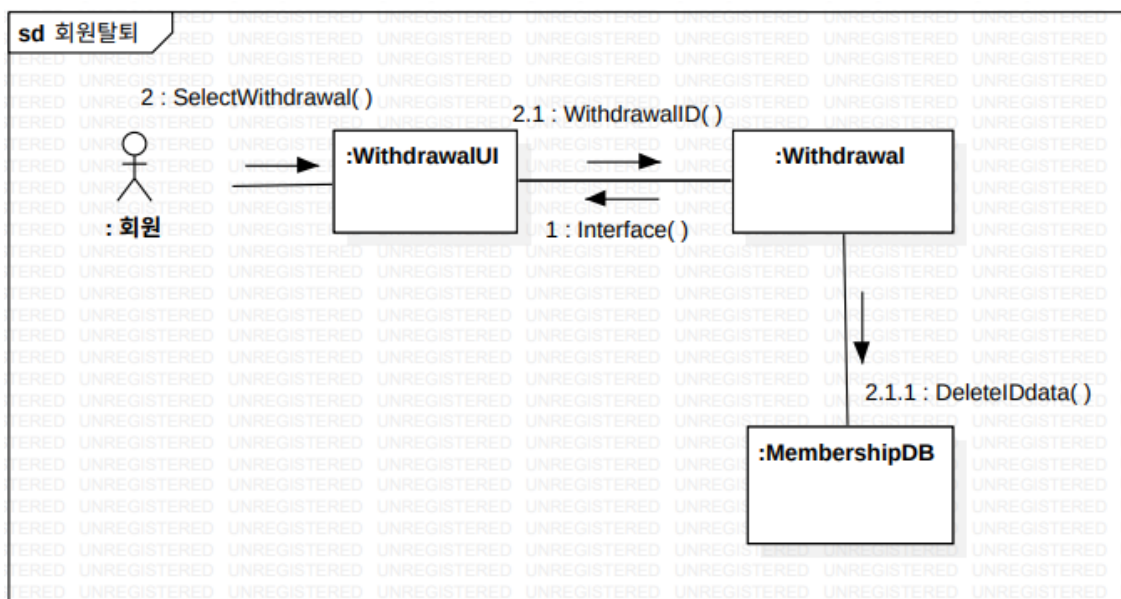 sd 회원탈퇴
2 : SelectWithdrawal( )
2.1 : WithdrawalID( )
:WithdrawalUI
:Withdrawal
: 회원
1 : Interface( )
2.1.1 : DeleteIDdata( )
:MembershipDB